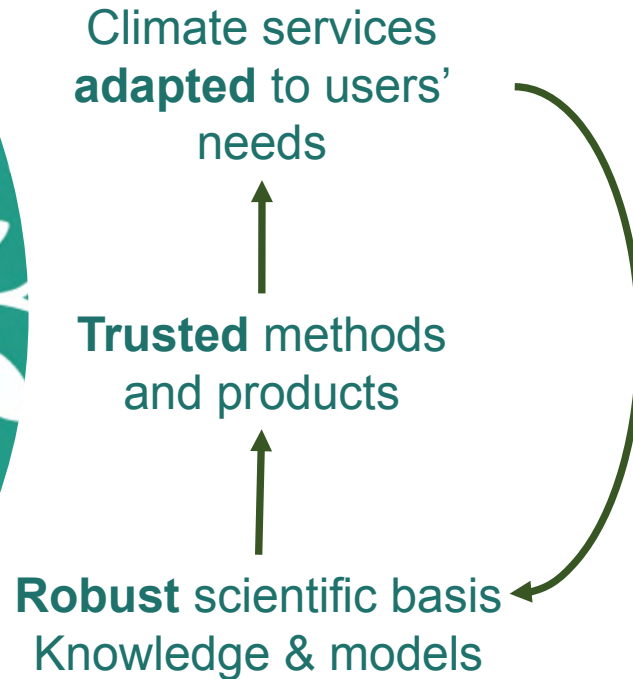 Climate services
adapted to users’
needs
Trusted methods
and products
Robust scientific basis
Knowledge & models